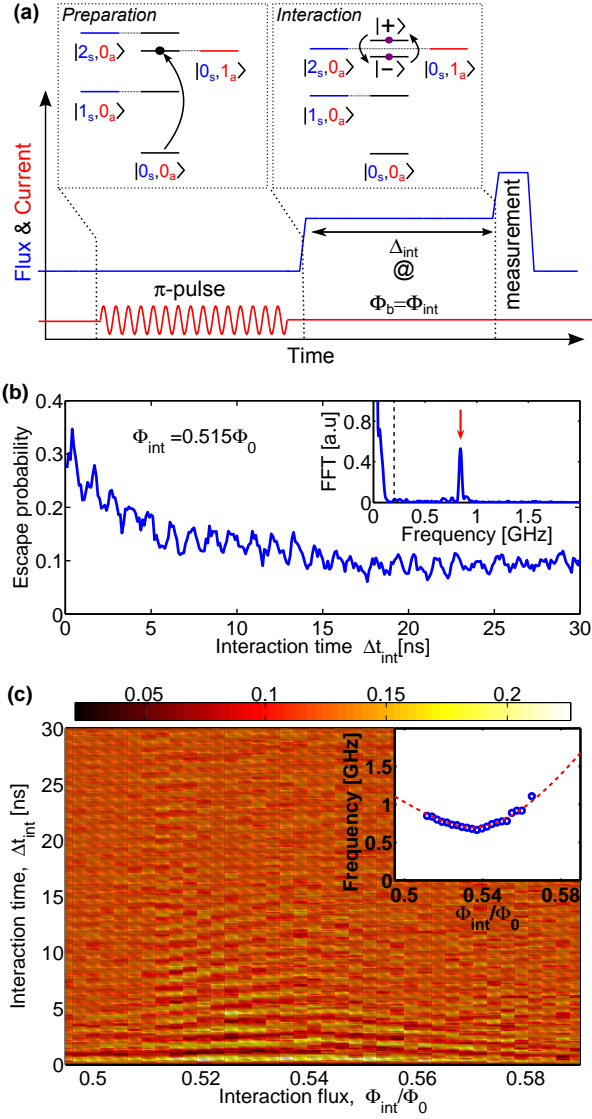 (a)
Preparation
Interaction
|2s,0a⟩
|0s,1a⟩
|1s,0a⟩
|0s,0a⟩
|+⟩
|−⟩
|2s,0a⟩
|0s,1a⟩
|1s,0a⟩
|0s,0a⟩
Flux & Current
π-pulse
Δint
@
Φb=Φint
measurement
Time
(b)
Escape probability
0.4
0.3
0.2
0.1
0
Φint =0.515Φ0
FFT [a.u]
0.8
0.4
0
0 0.5 1
Frequency [GHz]
0 5 10 15 20 25 30
Interaction time Δtint[ns]
(c)
0.05 0.1 0.15 0.2
Interaction time, Δtint [ns]
30
25
20
15
10
5
0
Frequency [GHz]
1.5
1
0.5
0
0.5 0.54 0.58
Φint/Φ0
0.5 0.52 0.54 0.56 0.58
Interaction flux, Φint/Φ0